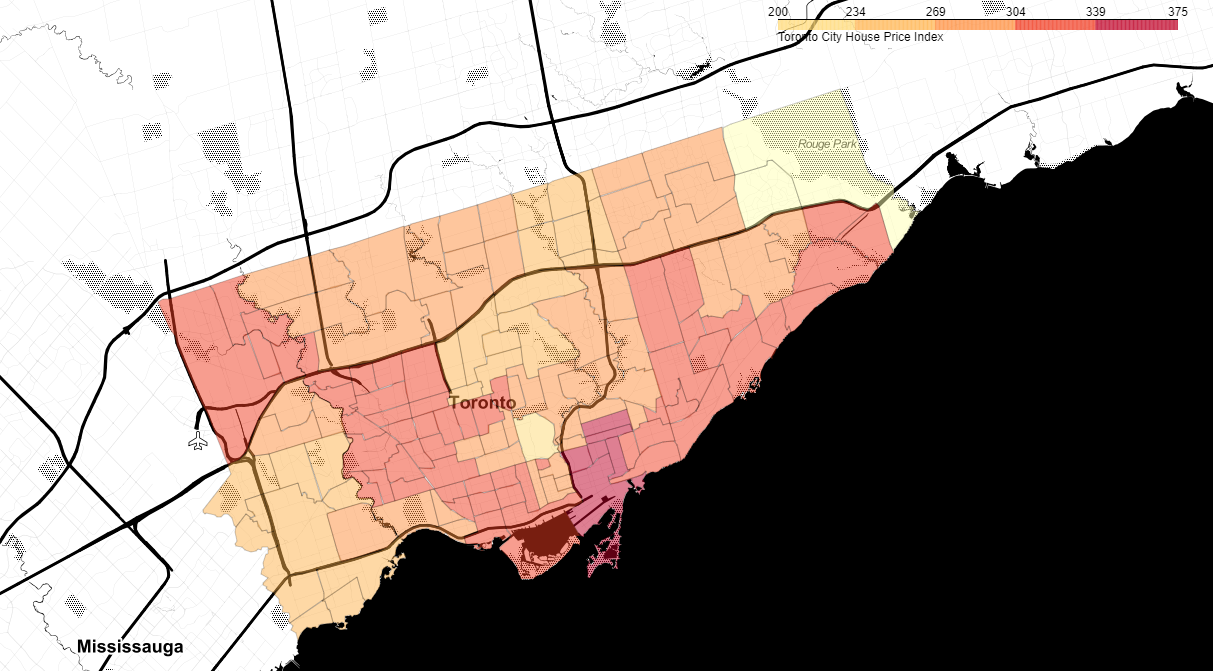 200 234 269 304 339 375
Toronto City House Price Index
Rouge Park
Toronto
Mississauga